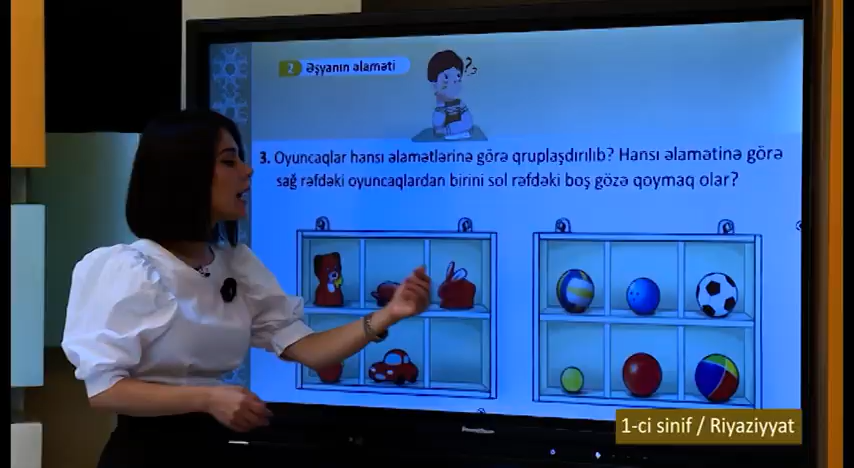 2 Əşyanın əlaməti
3. Oyuncaqlar hansı əlamətlərinə görə qruplaşdırılıb? Hansı əlamətinə görə
sağ rəfdəki oyuncaqlardan birini sol rəfdəki boş gözə qoymaq olar?
1-ci sinif / Riyaziyyat